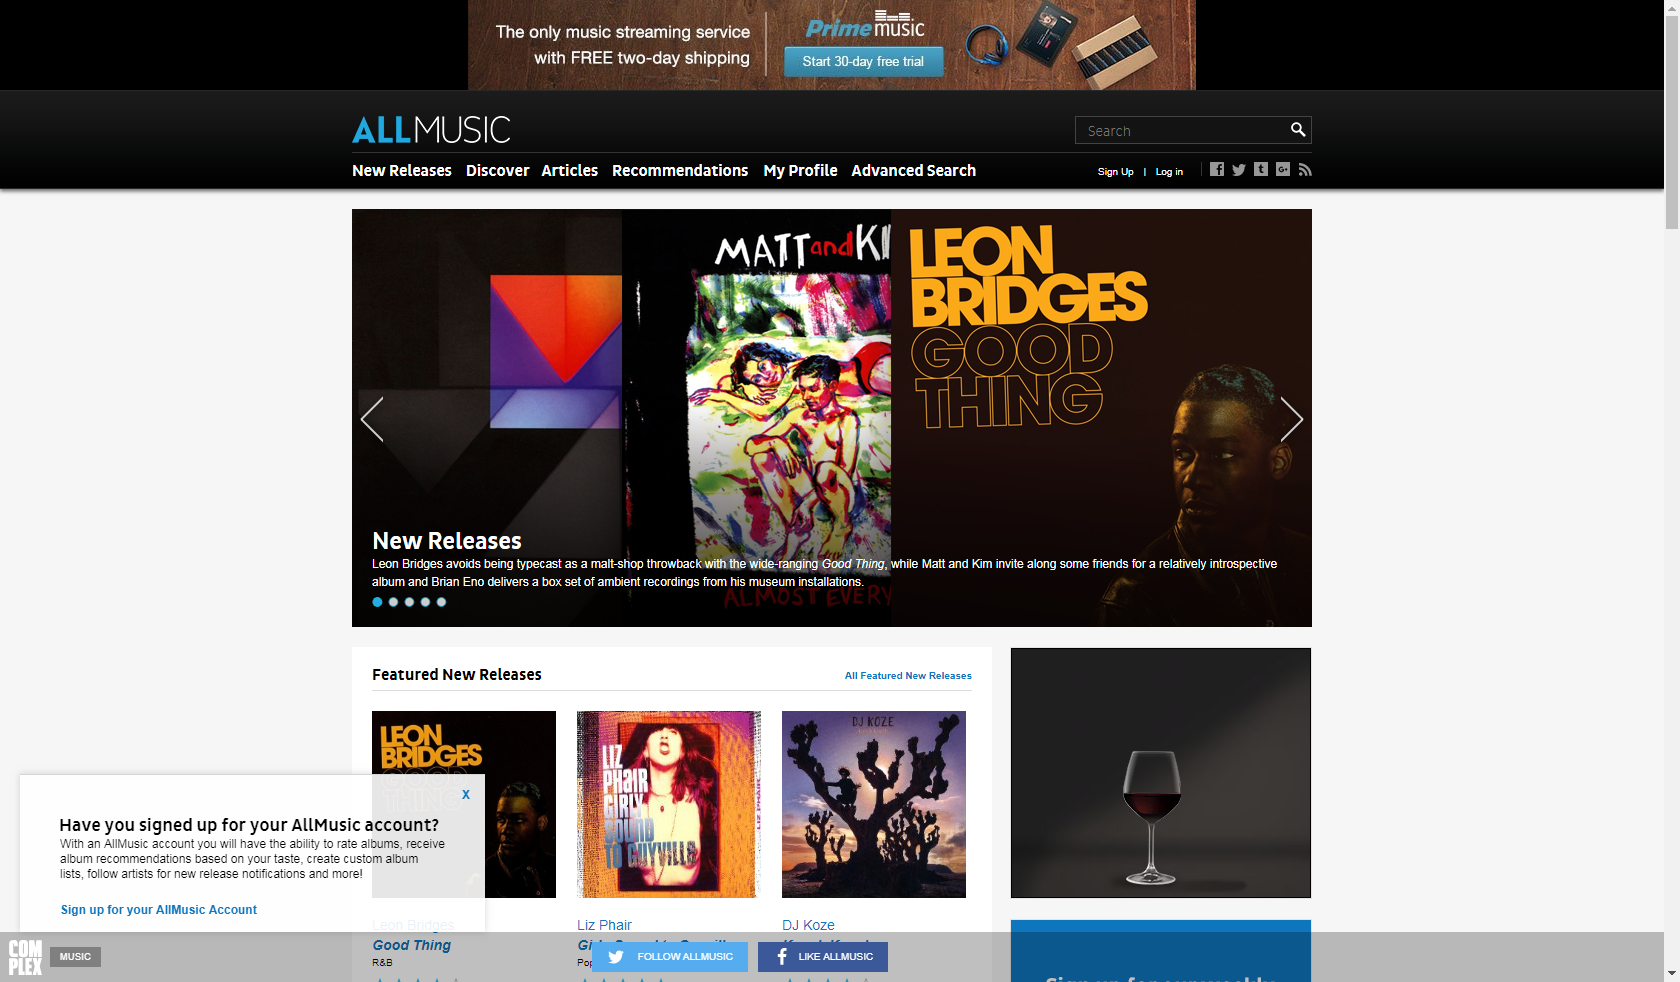 The only music streaming service
with FREE two-day shipping
Prime music
Start 30-day free trial
ALLMUSIC
Search
New Releases Discover Articles Recommendations My Profile Advanced Search
Sign Up | Log in
MATT and KI
LEON
BRIDGES
GOOD
THING
New Releases
Leon Bridges avoids being typecast as a malt-shop throwback with the wide-ranging Good Thing, while Matt and Kim invite along some friends for a relatively introspective
album and Brian Eno delivers a box set of ambient recordings from his museum installations.
ALMOST EVERY
Featured New Releases
All Featured New Releases
LEON
BRIDGES
GOOD
THING
LIZ
PHAIR
GIRLY
SOUND
TO GUYVILLE
LIZ PHAIR
DJ KOZE
X
Have you signed up for your AllMusic account?
With an AllMusic account you will have the ability to rate albums, receive
album recommendations based on your taste, create custom album
lists, follow artists for new release notifications and more!
Sign up for your AllMusic Account
Leon Bridges
Good Thing
R&B
Liz Phair
DJ Koze
COM
PLEX
MUSIC
FOLLOW ALLMUSIC
LIKE ALLMUSIC